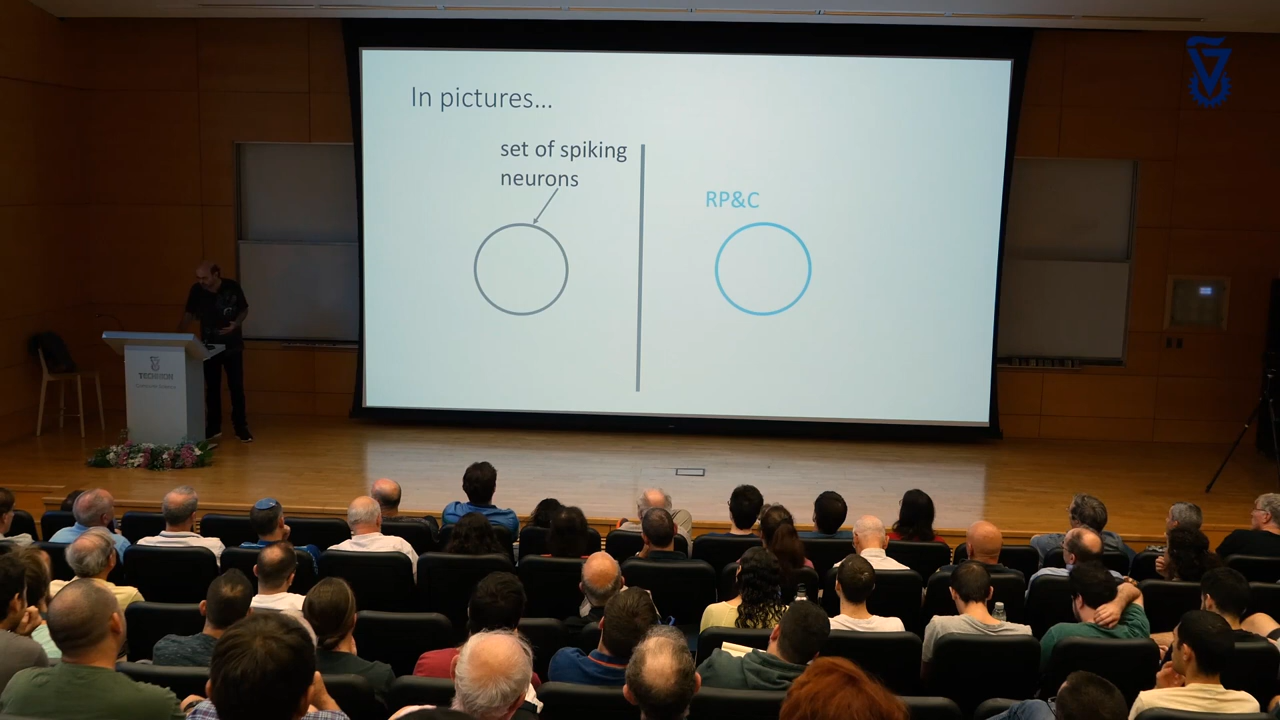 In pictures...
set of spiking
neurons
RP&C
TECHNION